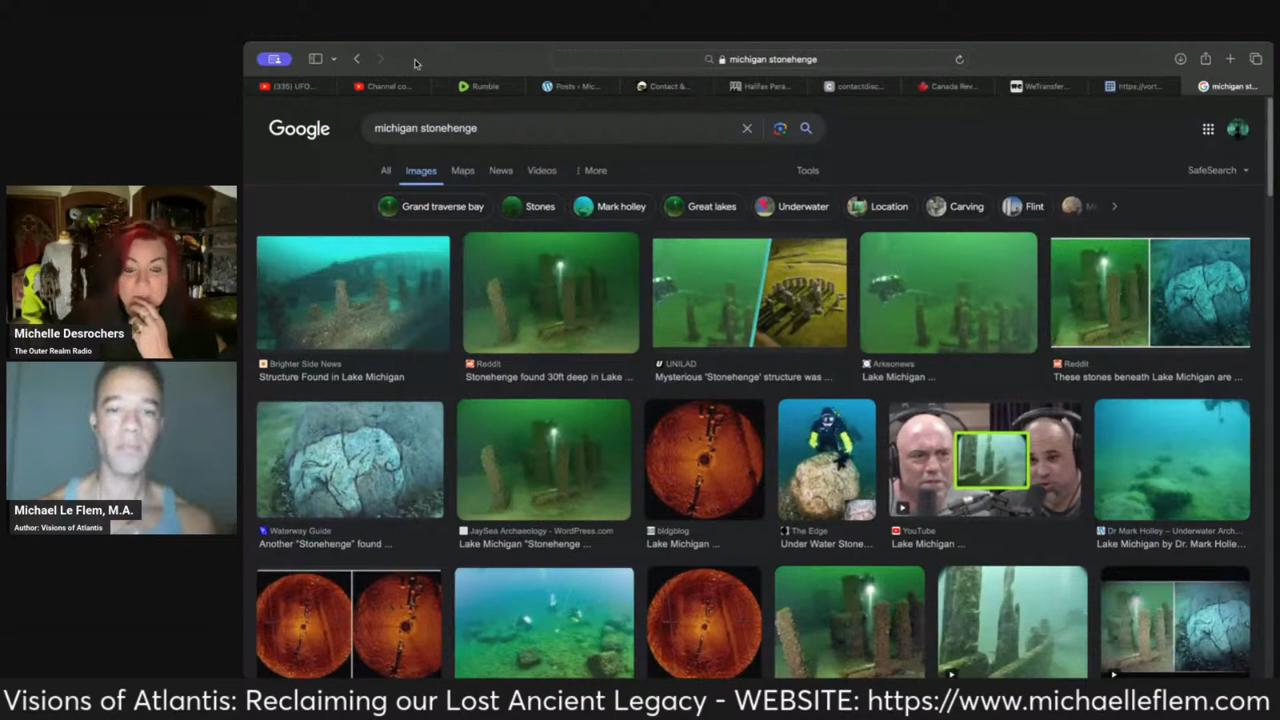 michigan stonehenge
(335) UFO...
Channel co...
Rumble
Posts ‹ Mic...
Contact &...
Halifax Para...
contactdisc...
Canada Rev...
WeTransfer...
https://vort...
michigan st...
Google
michigan stonehenge
All
Images
Maps
News
Videos
More
Tools
SafeSearch
Grand traverse bay
Stones
Mark holley
Great lakes
Underwater
Location
Carving
Flint
Brighter Side News
Structure Found in Lake Michigan
Reddit
Stonehenge found 30ft deep in Lake ...
UNILAD
Mysterious 'Stonehenge' structure was ...
Arkeonews
Lake Michigan ...
Reddit
These stones beneath Lake Michigan are ...
Michelle Desrochers
The Outer Realm Radio
Michael Le Flem, M.A.
Author: Visions of Atlantis
Waterway Guide
Another "Stonehenge" found ...
JaySea Archaeology - WordPress.com
Lake Michigan "Stonehenge ...
bldgblog
Lake Michigan ...
The Edge
Under Water Stone...
YouTube
Lake Michigan ...
Dr Mark Holley – Underwater Arch...
Lake Michigan by Dr. Mark Holle...
Visions of Atlantis: Reclaiming our Lost Ancient Legacy - WEBSITE: https://www.michaelleflem.com